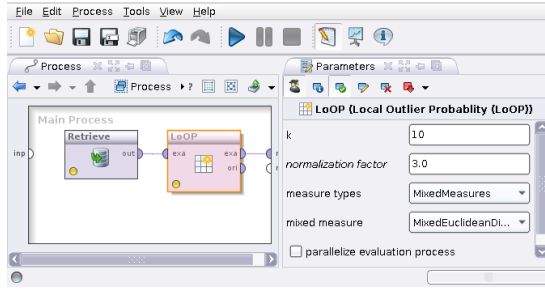 File Edit Process Tools View Help
Process
Parameters
Process
Main Process
Retrieve
LoOP
inp
out
exa
exa
ori
LoOP (Local Outlier Probablity (LoOP))
k
10
normalization factor
3.0
measure types
MixedMeasures
mixed measure
MixedEuclideanDi...
parallelize evaluation process